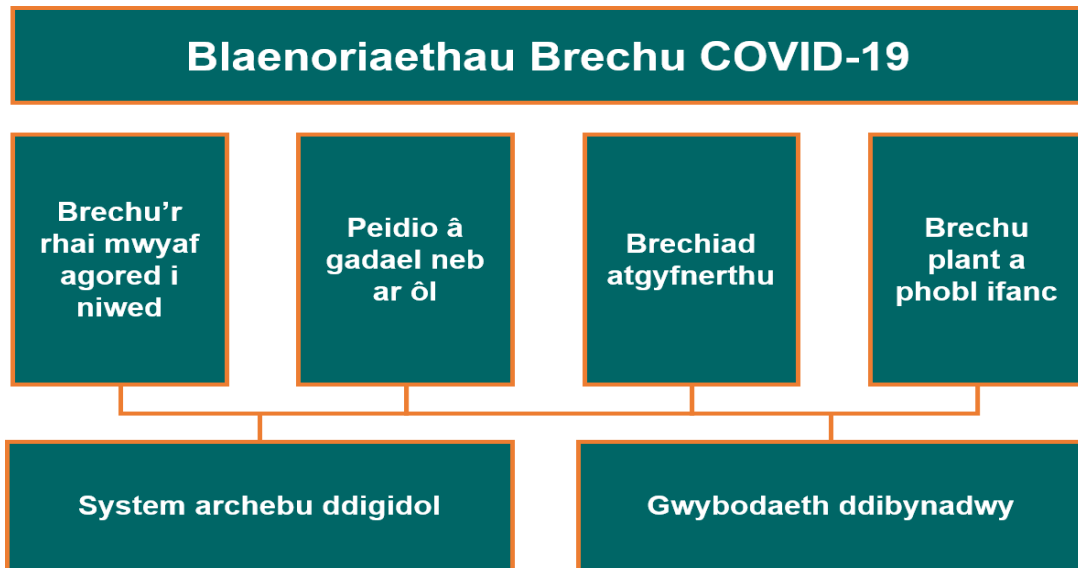 Blaenoriaethau Brechu COVID-19
Brechu’r
rhai mwyaf
agored i
niwed
Peidio â
gadael neb
ar ôl
Brechiad
atgyfnerthu
Brechu
plant a
phobl ifanc
System archebu ddigidol
Gwybodaeth ddibynadwy